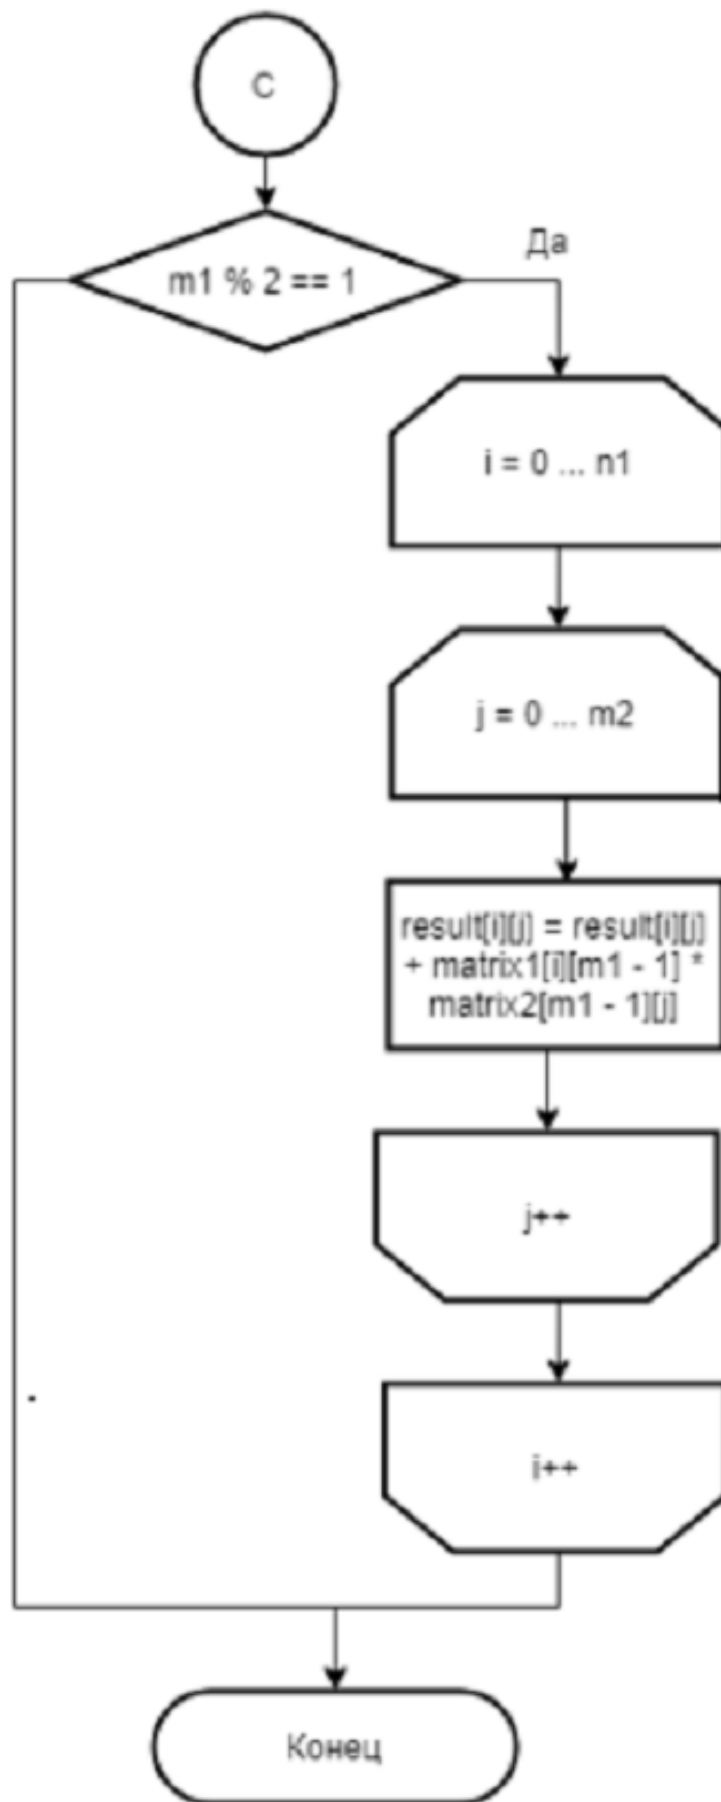 C
m1 % 2 == 1
Да
i = 0 ... n1
j = 0 ... m2
result[i][j] = result[i][j]
+ matrix1[i][m1 - 1] *
matrix2[m1 - 1][j]
j++
i++
Конец